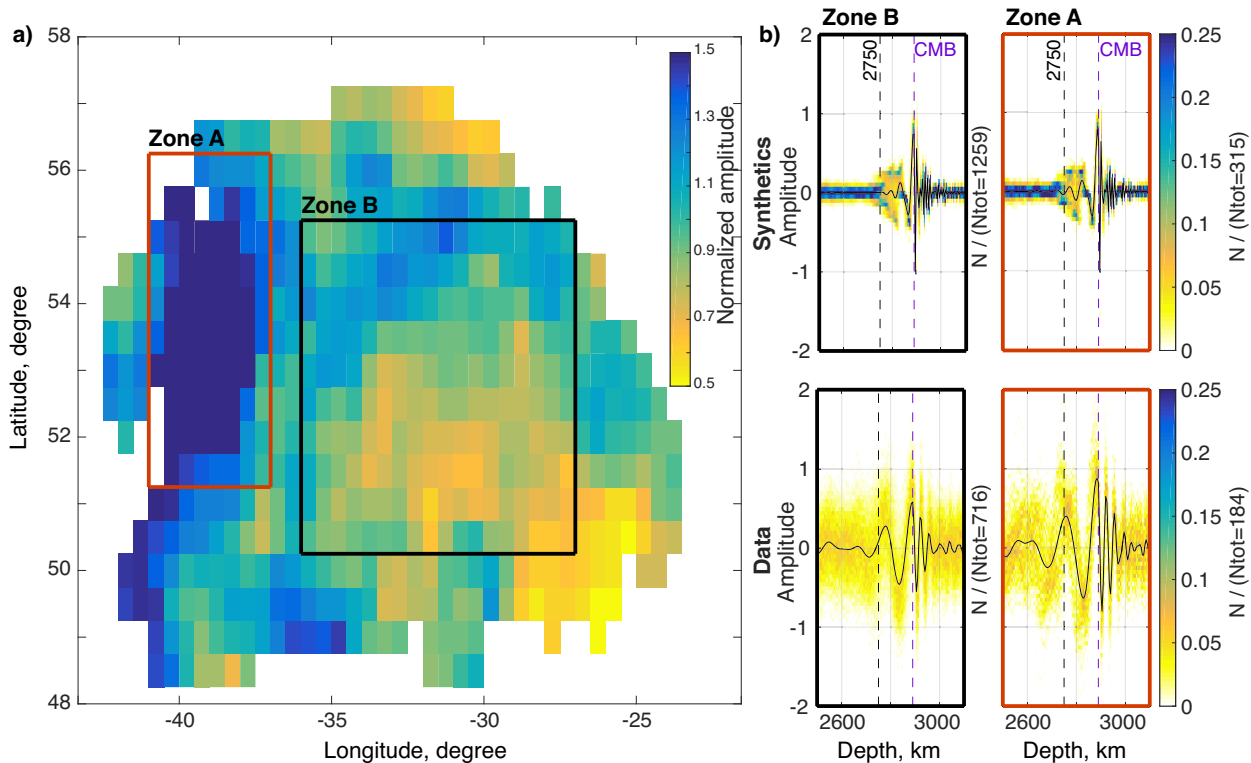 a)
58
56
54
52
50
48
Latitude, degree
-40
-35
-30
-25
Longitude, degree
Zone A
Zone B
1.5
1.3
1.1
0.9
0.7
0.5
Normalized amplitude
b)
Zone B
Zone A
2
1
0
-1
-2
Synthetics
Amplitude
2750
CMB
N / (Ntot=1259)
2750
CMB
0.25
0.2
0.15
0.1
0.05
0
N / (Ntot=315)
2
1
0
-1
-2
Data
Amplitude
N / (Ntot=716)
0.25
0.2
0.15
0.1
0.05
0
N / (Ntot=184)
2600
3000
2600
3000
Depth, km
Depth, km